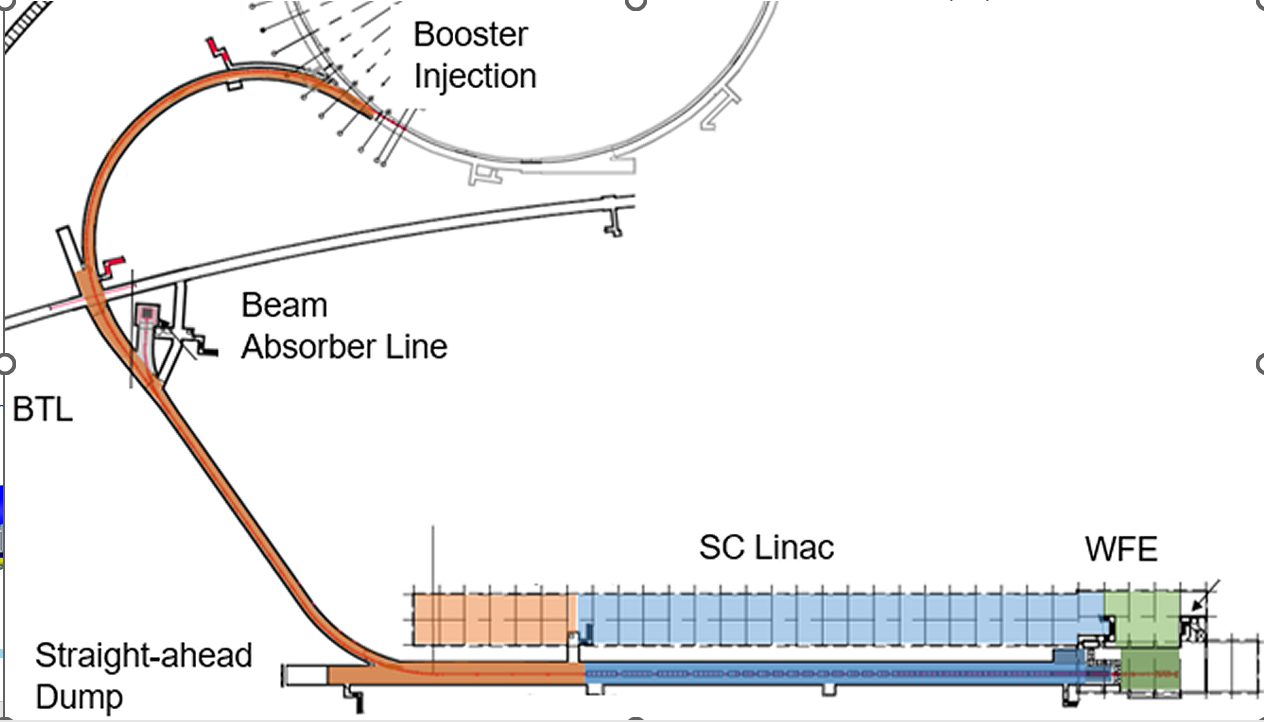 Booster
Injection
Beam
Absorber Line
BTL
SC Linac
WFE
Straight-ahead
Dump